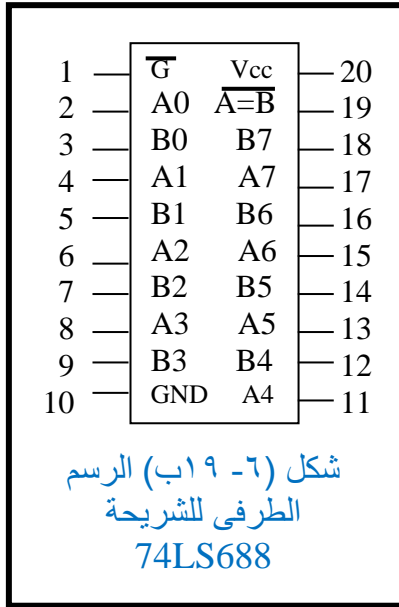 1 G Vcc 20
2 A0 A=B 19
3 B0 B7 18
4 A1 A7 17
5 B1 B6 16
6 A2 A6 15
7 B2 B5 14
8 A3 A5 13
9 B3 B4 12
10 GND A4 11
شكل (٦- ١٩ب) الرسم
الطرفى للشريحة
74LS688